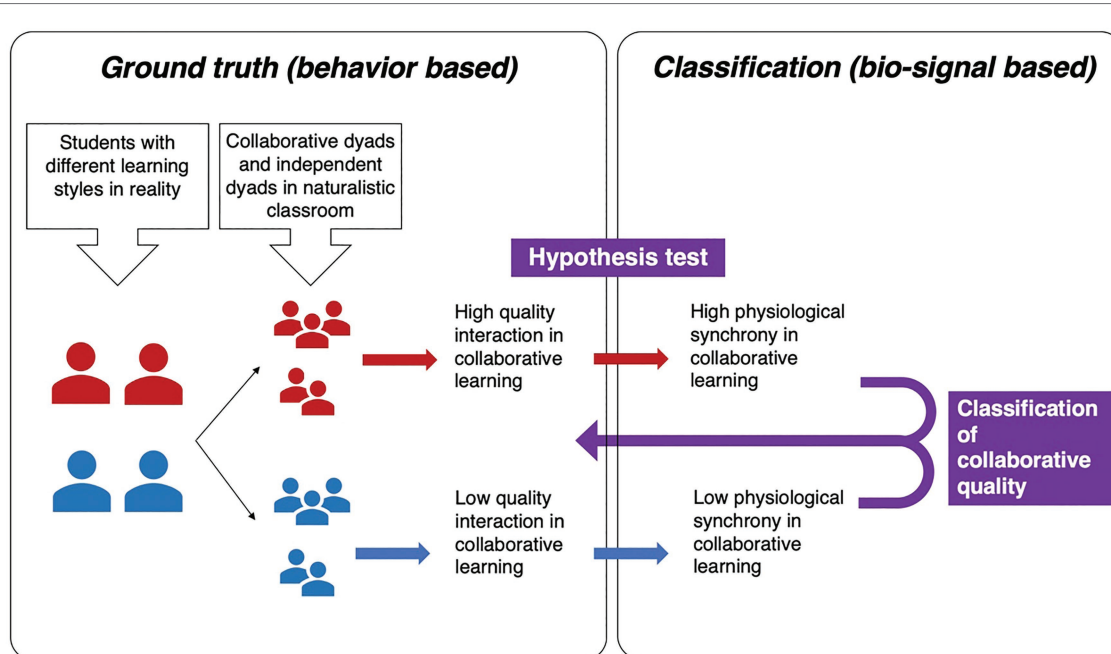 Ground truth (behavior based)
Classification (bio-signal based)
Students with
different learning
styles in reality
Collaborative dyads
and independent
dyads in naturalistic
classroom
Hypothesis test
High quality
interaction in
collaborative
learning
High physiological
synchrony in
collaborative
learning
Classification
of
collaborative
quality
Low quality
interaction in
collaborative
learning
Low physiological
synchrony in
collaborative
learning